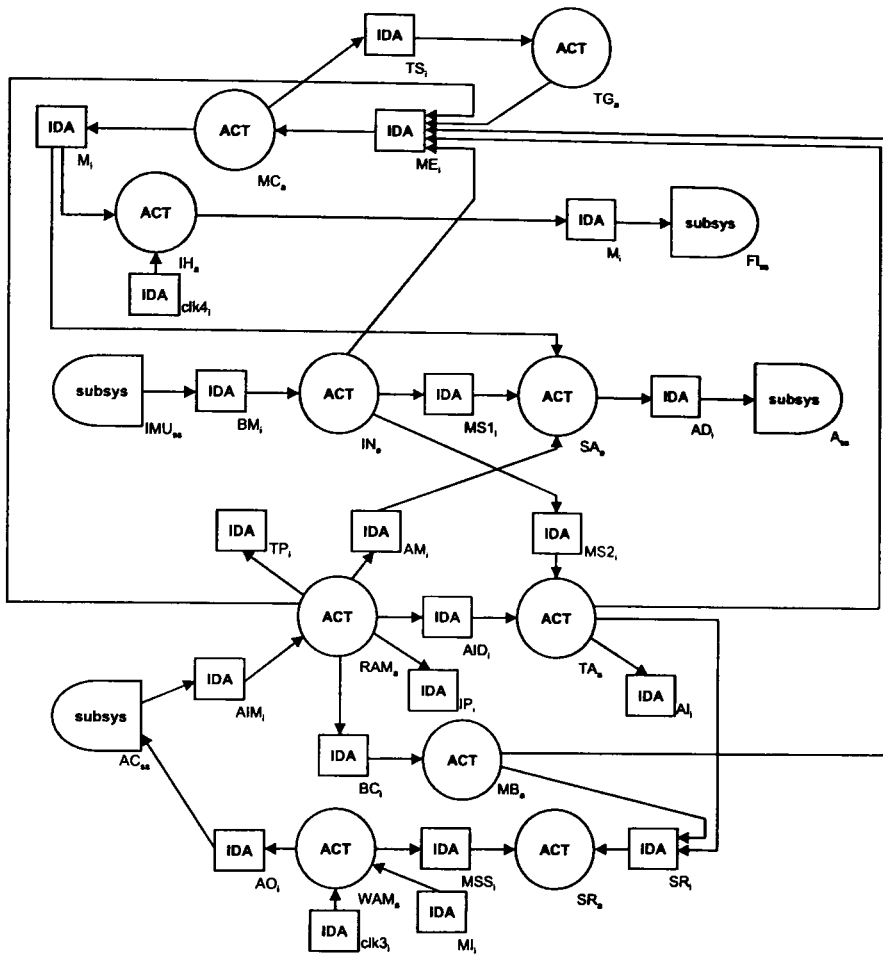 IDA
TSᵢ
ACT
TGₐ
IDA
Mᵢ
ACT
MCₐ
IDA
MEᵢ
ACT
IHₐ
IDA
clk4ᵢ
IDA
Mᵢ
subsys
FIₛₛ
subsys
IMUₛₛ
IDA
BMᵢ
ACT
INₐ
IDA
MS1ᵢ
ACT
SAₐ
IDA
ADᵢ
subsys
Aₛₛ
IDA
TPᵢ
IDA
AMᵢ
IDA
MS2ᵢ
ACT
RAMₐ
IDA
AIDᵢ
ACT
TAₐ
subsys
ACₛₛ
IDA
AIMᵢ
IDA
IPᵢ
IDA
AIᵢ
IDA
BCᵢ
ACT
MBₐ
IDA
AOᵢ
ACT
WAMₐ
IDA
MSSᵢ
ACT
SRₐ
IDA
SRᵢ
IDA
clk3ᵢ
IDA
MIᵢ